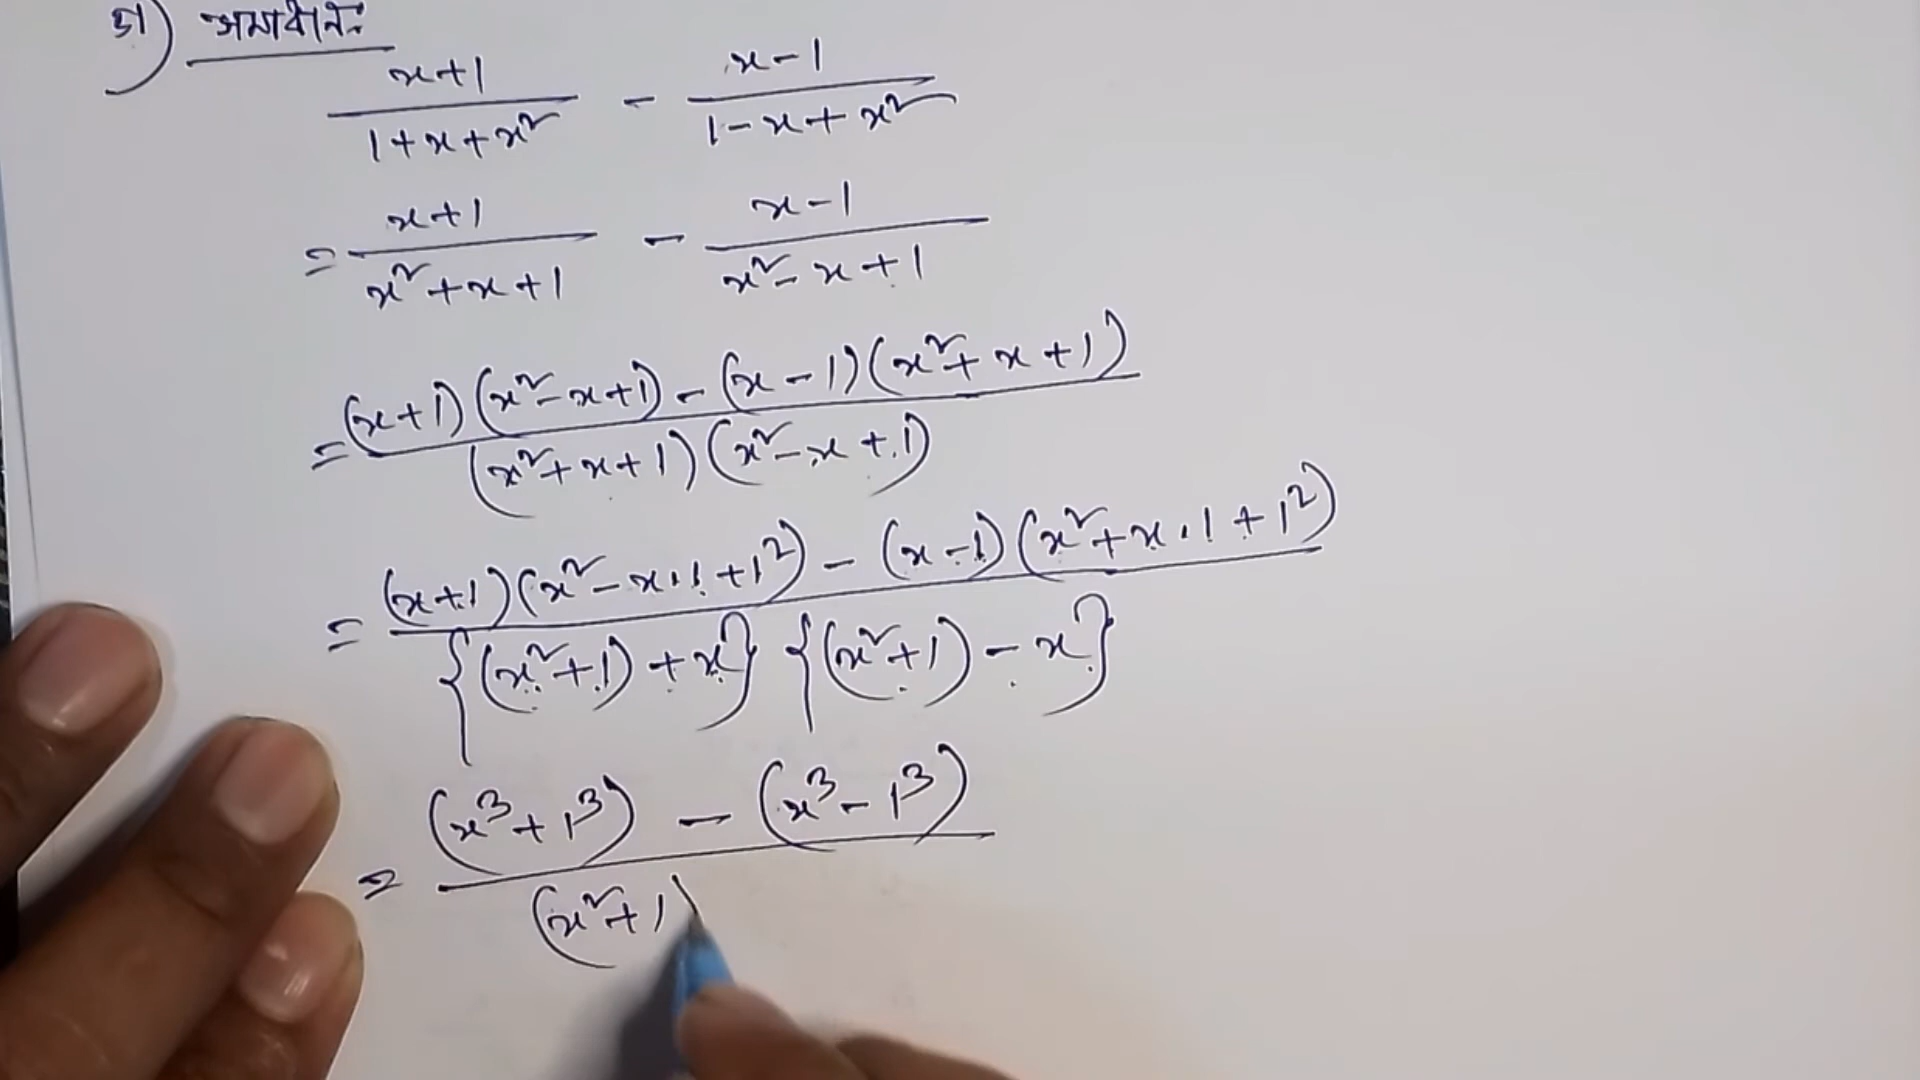 ঙ) সমাধান:
x+1/1+x+x² - x-1/1-x+x²
= x+1/x²+x+1 - x-1/x²-x+1
= (x+1)(x²-x+1)-(x-1)(x²+x+1)/(x²+x+1)(x²-x+1)
= (x+1)(x²-x.1+1²)-(x-1)(x²+x.1+1²)/{(x²+1)+x}{(x²+1)-x}
= (x³+1³)-(x³-1³)/(x²+1)